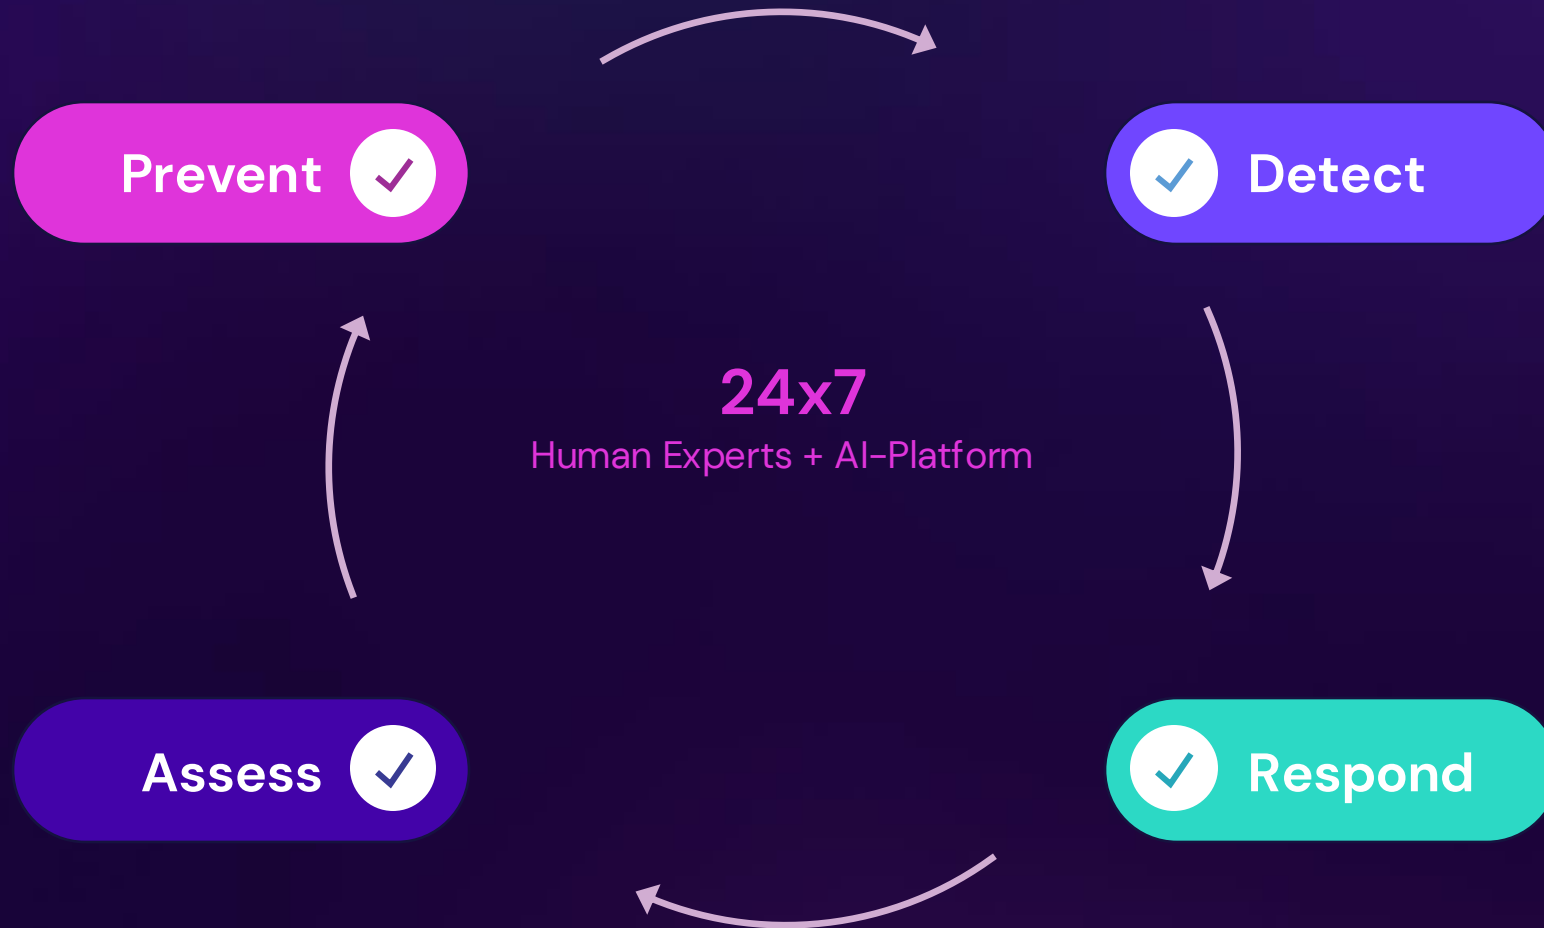 Prevent
Detect
24x7
Human Experts + AI-Platform
Assess
Respond